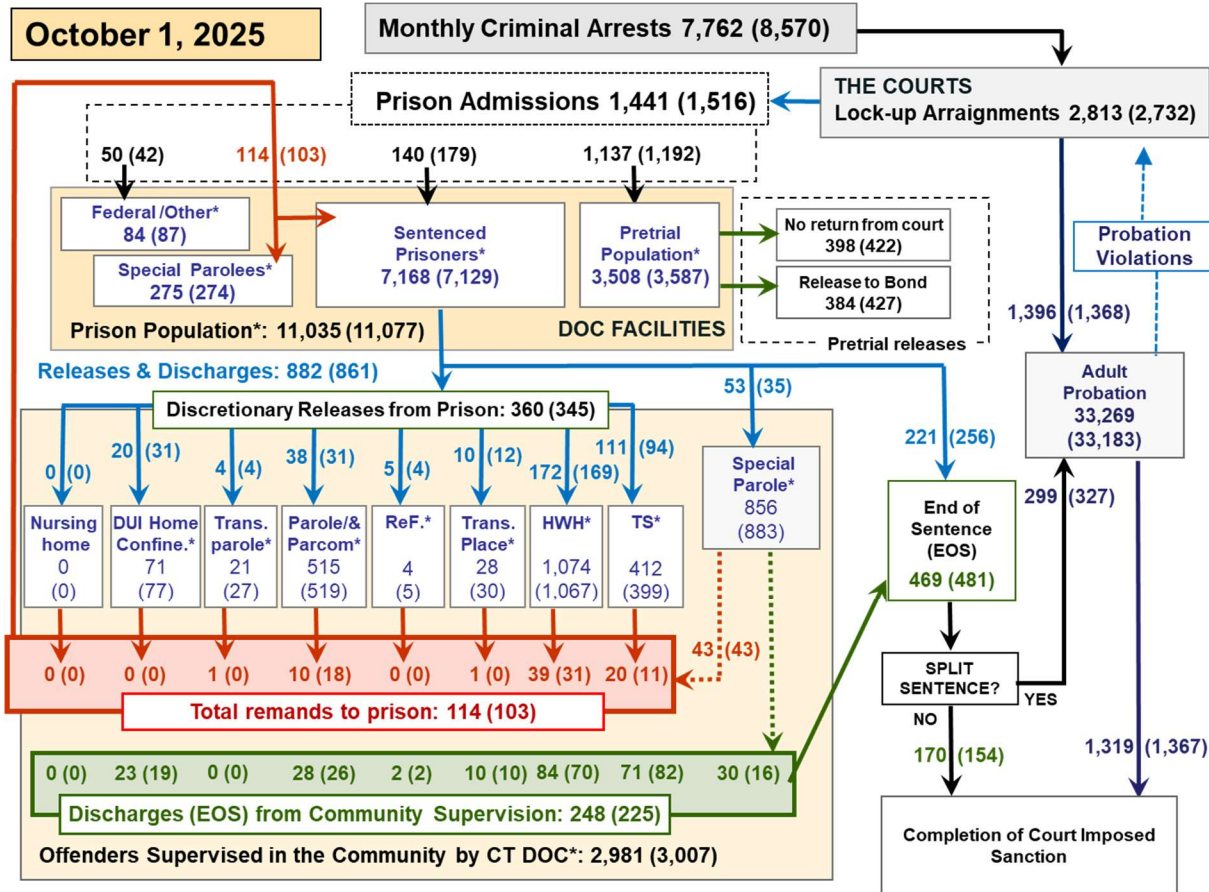 October 1, 2025
Monthly Criminal Arrests 7,762 (8,570)
THE COURTS
Lock-up Arraignments 2,813 (2,732)
Prison Admissions 1,441 (1,516)
50 (42)
114 (103)
140 (179)
1,137 (1,192)
Federal /Other*
84 (87)
Special Parolees*
275 (274)
Sentenced
Prisoners*
7,168 (7,129)
Pretrial
Population*
3,508 (3,587)
Prison Population*: 11,035 (11,077)
DOC FACILITIES
No return from court
398 (422)
Release to Bond
384 (427)
Pretrial releases
Probation
Violations
1,396 (1,368)
Adult
Probation
33,269
(33,183)
Releases & Discharges: 882 (861)
Discretionary Releases from Prison: 360 (345)
53 (35)
221 (256)
299 (327)
0 (0)
20 (31)
4 (4)
38 (31)
5 (4)
10 (12)
172 (169)
111 (94)
Nursing
home
0
(0)
DUI Home
Confine.*
71
(77)
Trans.
parole*
21
(27)
Parole/&
Parcom*
515
(519)
ReF.*
4
(5)
Trans.
Place*
28
(30)
HWH*
1,074
(1,067)
TS*
412
(399)
Special
Parole*
856
(883)
End of
Sentence
(EOS)
469 (481)
0 (0)
0 (0)
1 (0)
10 (18)
0 (0)
1 (0)
39 (31)
20 (11)
43 (43)
Total remands to prison: 114 (103)
SPLIT
SENTENCE?
YES
NO
170 (154)
1,319 (1,367)
0 (0)
23 (19)
0 (0)
28 (26)
2 (2)
10 (10)
84 (70)
71 (82)
30 (16)
Discharges (EOS) from Community Supervision: 248 (225)
Offenders Supervised in the Community by CT DOC*: 2,981 (3,007)
Completion of Court Imposed
Sanction